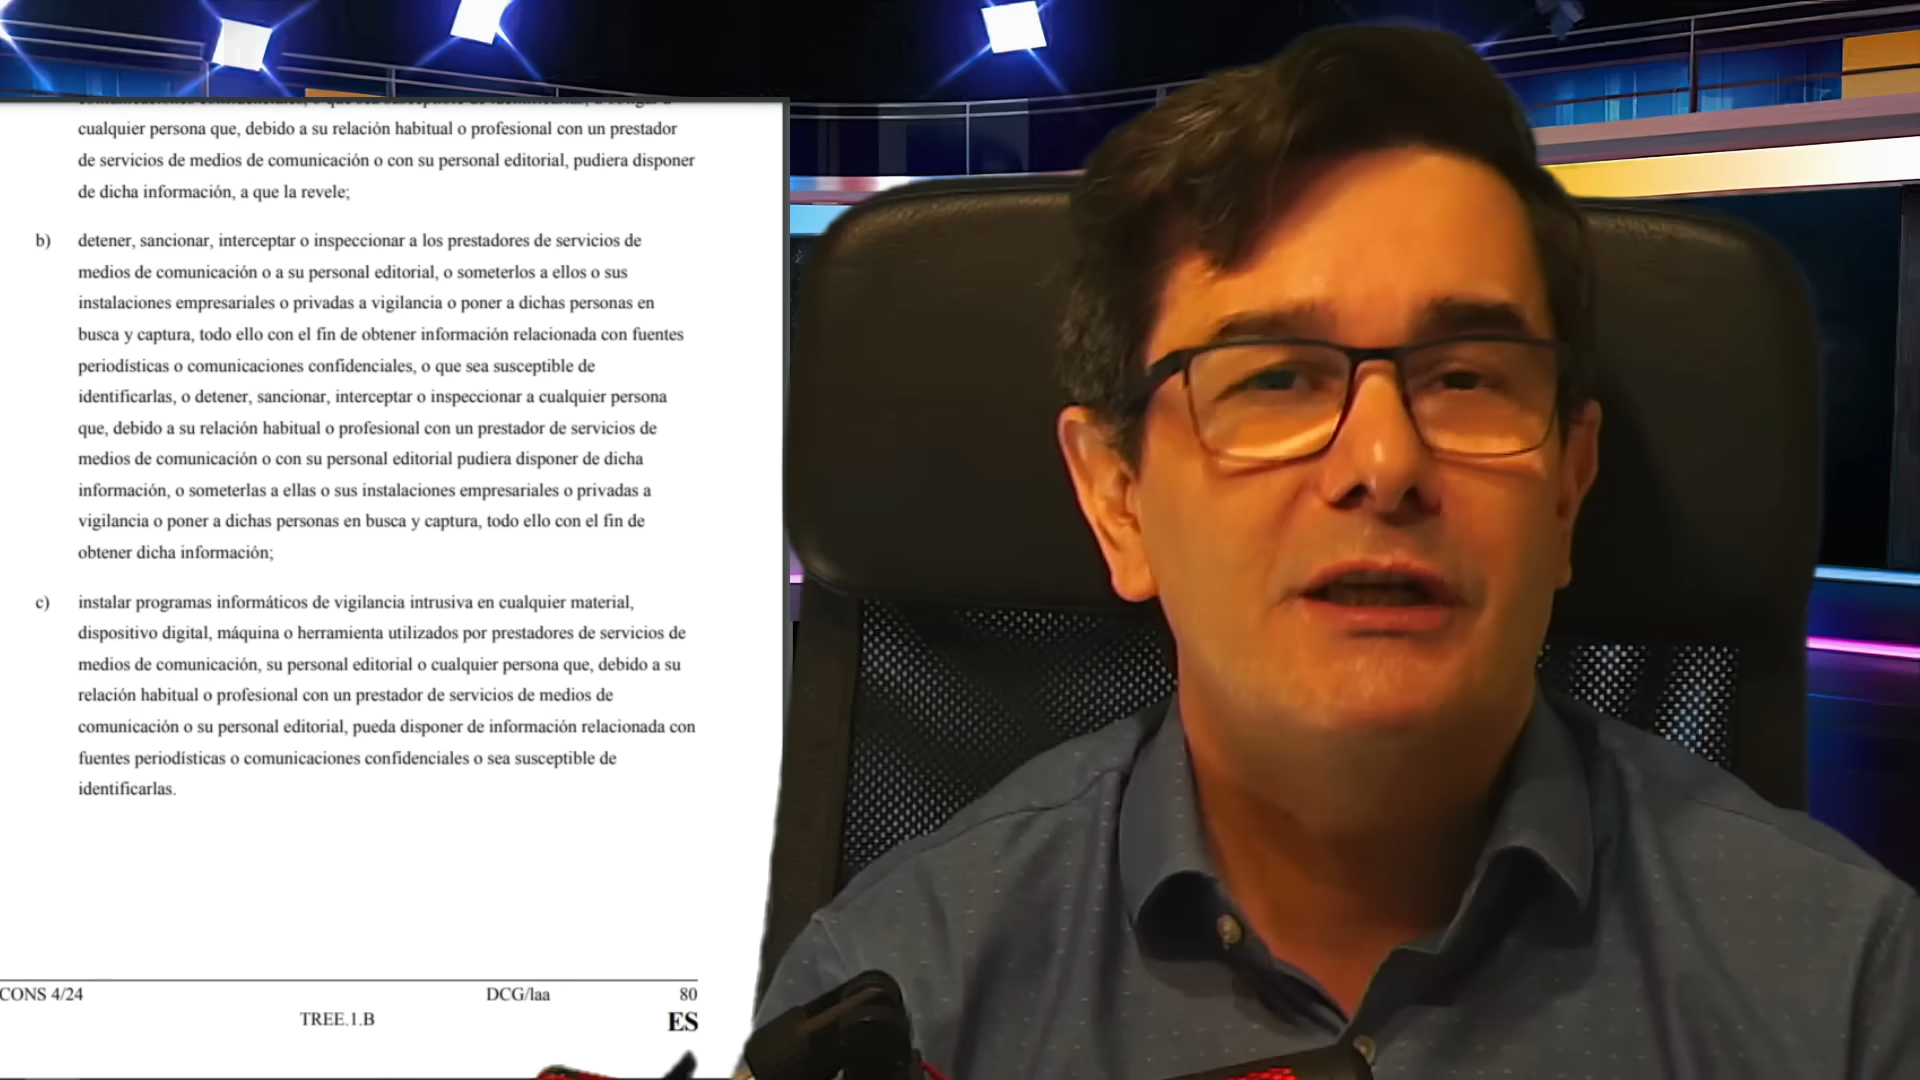 cualquier persona que, debido a su relación habitual o profesional con un prestador
de servicios de medios de comunicación o con su personal editorial, pudiera disponer
de dicha información, a que la revele;
b) detener, sancionar, interceptar o inspeccionar a los prestadores de servicios de
medios de comunicación o a su personal editorial, o someterlos a ellos o sus
instalaciones empresariales o privadas a vigilancia o poner a dichas personas en
busca y captura, todo ello con el fin de obtener información relacionada con fuentes
periodísticas o comunicaciones confidenciales, o que sea susceptible de
identificarlas, o detener, sancionar, interceptar o inspeccionar a cualquier persona
que, debido a su relación habitual o profesional con un prestador de servicios de
medios de comunicación o con su personal editorial pudiera disponer de dicha
información, o someterlas a ellas o sus instalaciones empresariales o privadas a
vigilancia o poner a dichas personas en busca y captura, todo ello con el fin de
obtener dicha información;
c) instalar programas informáticos de vigilancia intrusiva en cualquier material,
dispositivo digital, máquina o herramienta utilizados por prestadores de servicios de
medios de comunicación, su personal editorial o cualquier persona que, debido a su
relación habitual o profesional con un prestador de servicios de medios de
comunicación o su personal editorial, pueda disponer de información relacionada con
fuentes periodísticas o comunicaciones confidenciales o sea susceptible de
identificarlas.
CONS 4/24 DCG/laa 80
TREE.1.B ES